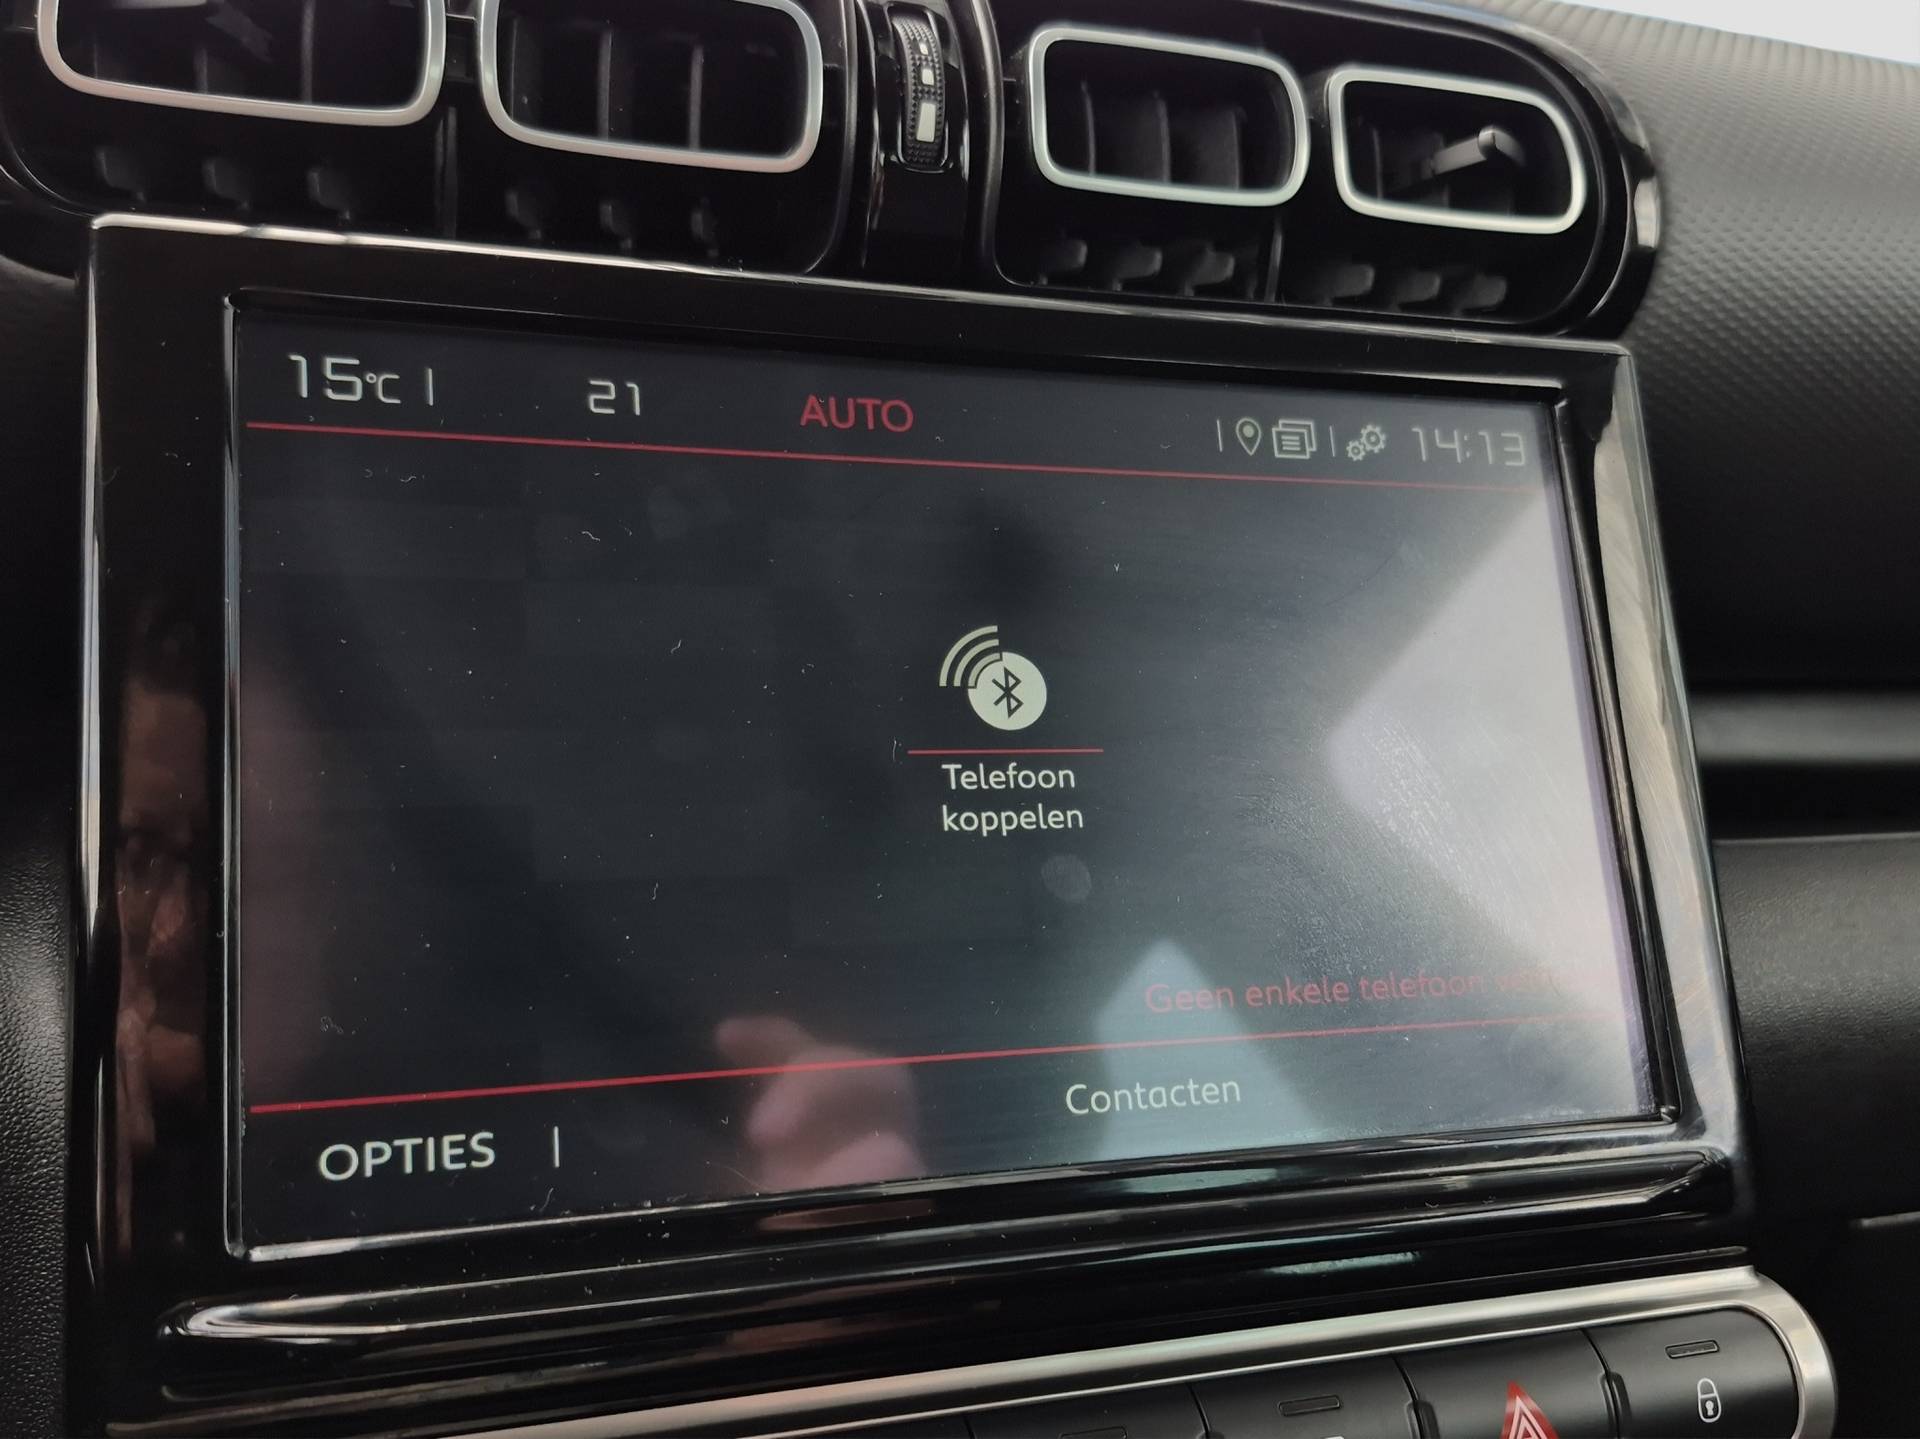 15°C 21 AUTO 14:13
Telefoon
koppelen
Geen enkele telefoon
Contacten
OPTIES